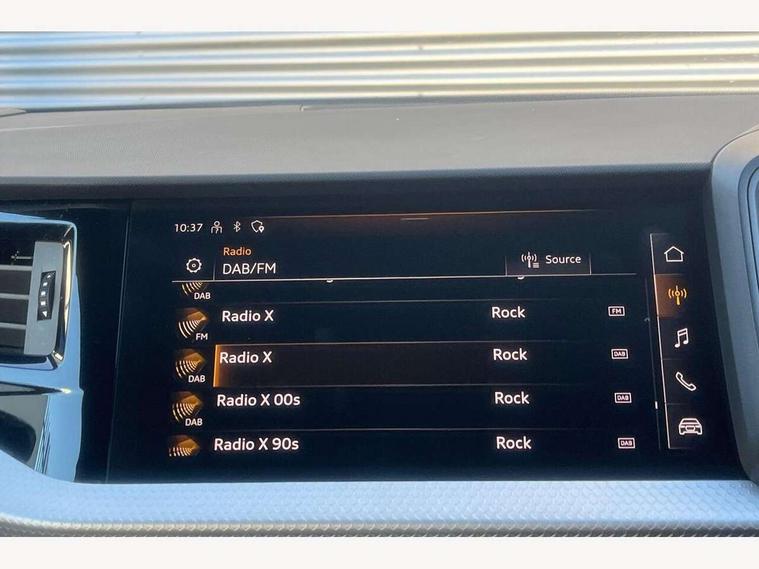 10:37
Radio
DAB/FM
Source
DAB
FM
Radio X
Rock
FM
DAB
Radio X
Rock
DAB
DAB
Radio X 00s
Rock
DAB
Radio X 90s
Rock
DAB